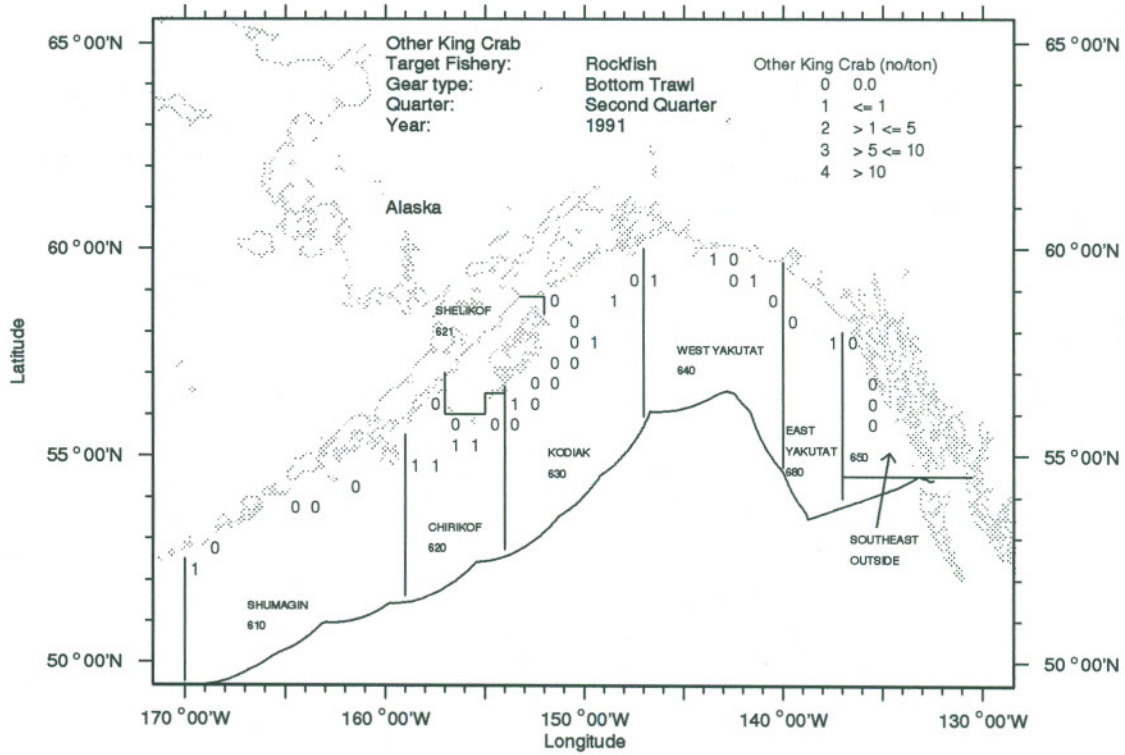 Other King Crab
Target Fishery: Rockfish
Gear type: Bottom Trawl
Quarter: Second Quarter
Year: 1991
Other King Crab (no/ton)
0 0.0
1 <= 1
2 > 1 <= 5
3 > 5 <= 10
4 > 10
65 °00'N
65 °00'N
Alaska
60 °00'N
60 °00'N
1 0
0 1
0 1
0 1
0
SHELIKOF
621
0
0
0 1
1 0
WEST YAKUTAT
640
0 0
0 0
0
0
1 0
0
0
0 0 0
0
1 1
1 1
55 °00'N
55 °00'N
KODIAK
630
EAST
YAKUTAT
680
650
0
0 0
CHIRIKOF
620
SOUTHEAST
OUTSIDE
0
1
SHUMAGIN
610
50 °00'N
50 °00'N
170 °00'W
160 °00'W
150 °00'W
140 °00'W
130 °00'W
Latitude
Longitude